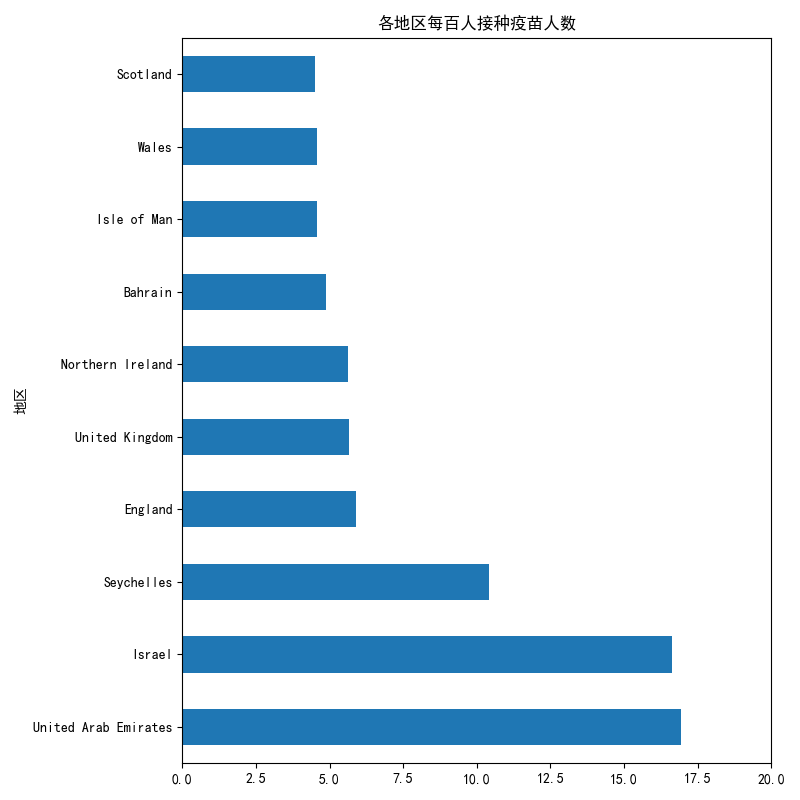 各地区每百人接种疫苗人数
Scotland
Wales
Isle of Man
Bahrain
Northern Ireland
地区
United Kingdom
England
Seychelles
Israel
United Arab Emirates
0.0 2.5 5.0 7.5 10.0 12.5 15.0 17.5 20.0